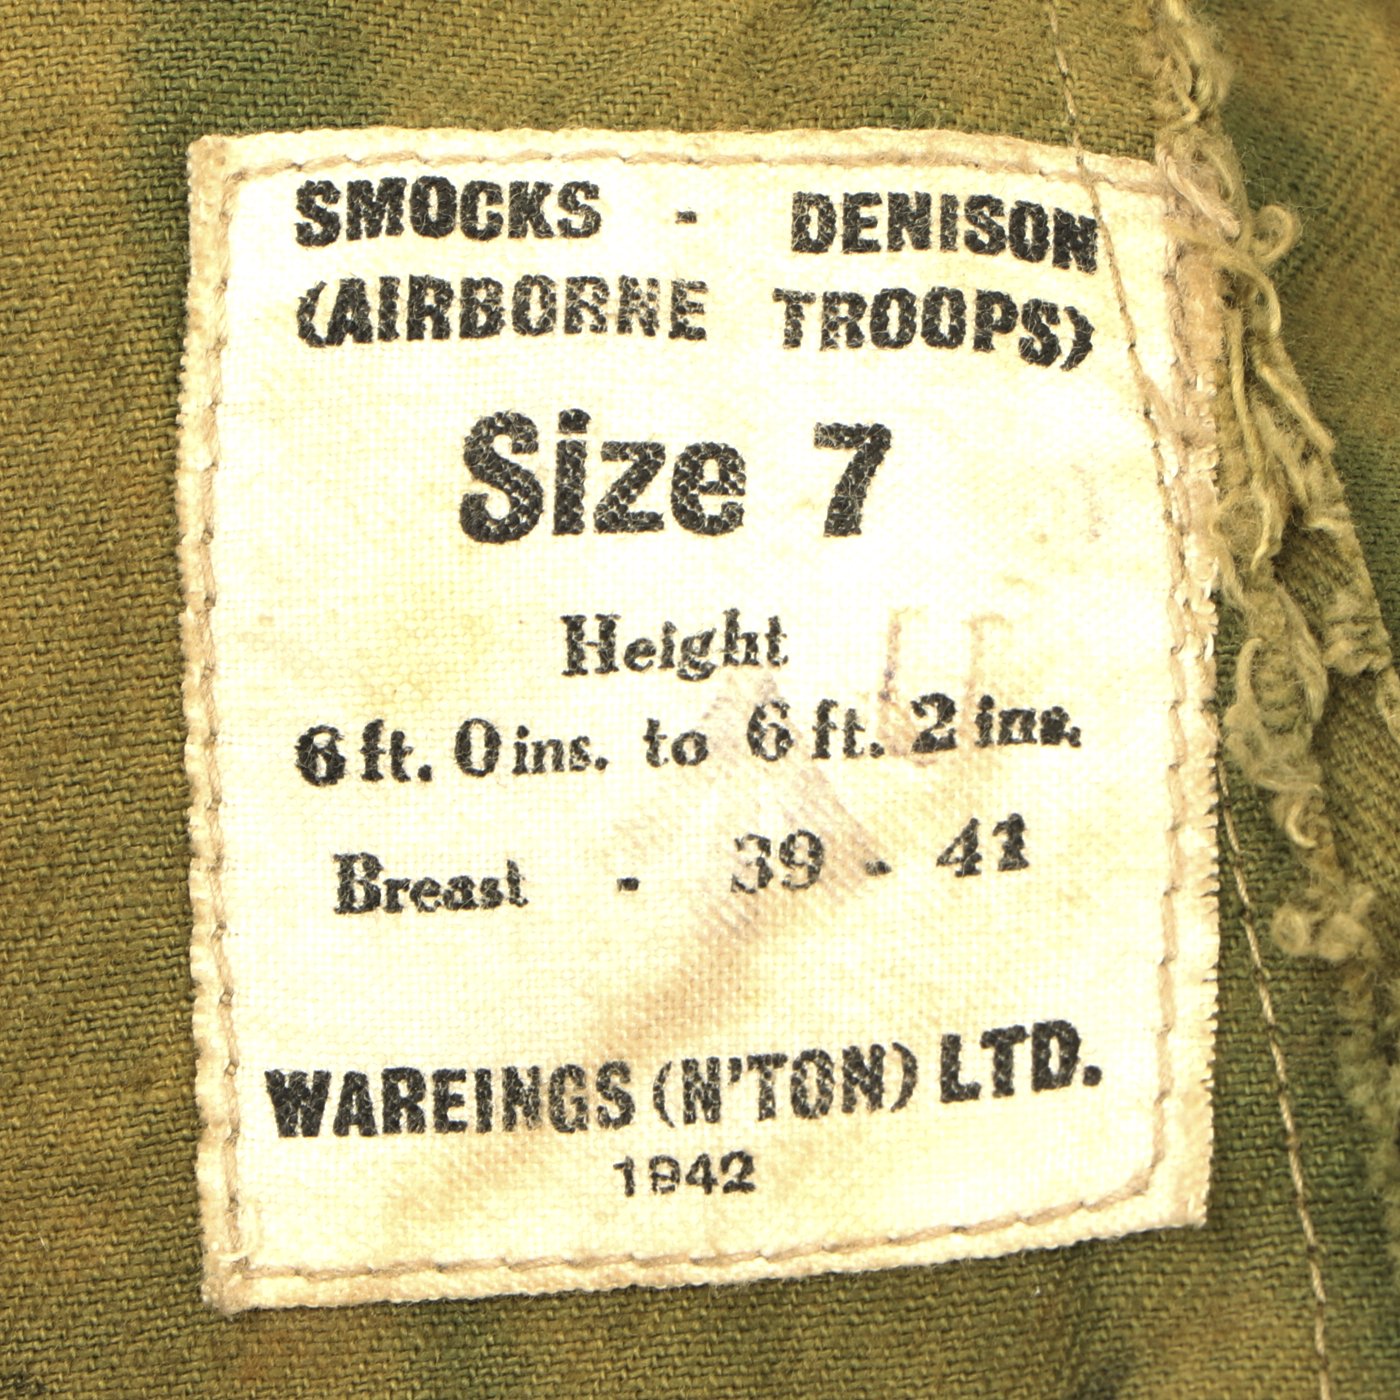 SMOCKS - DENISON
(AIRBORNE TROOPS)
Size 7
Height
6 ft. 0 ins. to 6 ft. 2 ins.
Breast - 39 - 41
WAREINGS (N'TON) LTD.
1942